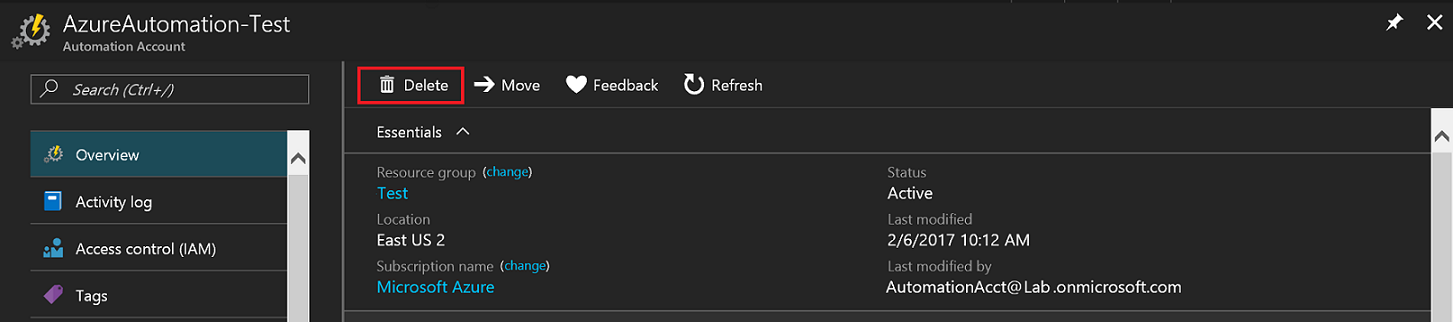 AzureAutomation-Test
Automation Account
Search (Ctrl+/)
Overview
Activity log
Access control (IAM)
Tags
Delete Move Feedback Refresh
Essentials
Resource group (change)
Test
Location
East US 2
Subscription name (change)
Microsoft Azure
Status
Active
Last modified
2/6/2017 10:12 AM
Last modified by
AutomationAcct@Lab.onmicrosoft.com